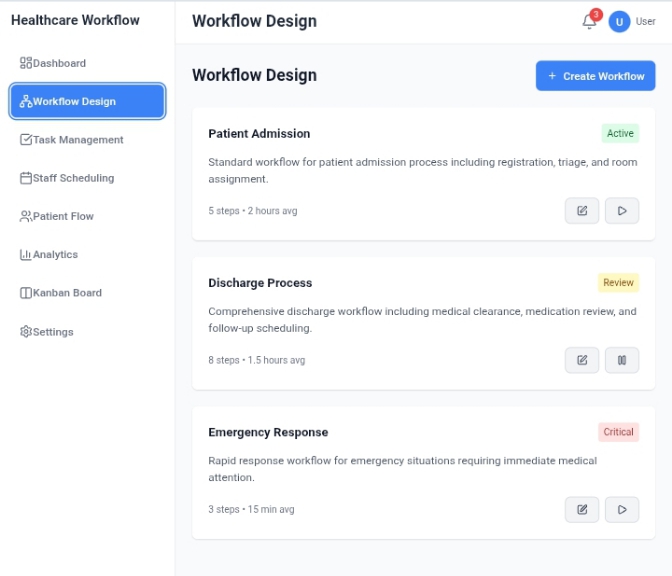 Healthcare Workflow
Dashboard
Workflow Design
Task Management
Staff Scheduling
Patient Flow
Analytics
Kanban Board
Settings
Workflow Design
3
U
User
Workflow Design
+ Create Workflow
Patient Admission
Active
Standard workflow for patient admission process including registration, triage, and room
assignment.
5 steps • 2 hours avg
Discharge Process
Review
Comprehensive discharge workflow including medical clearance, medication review, and
follow-up scheduling.
8 steps • 1.5 hours avg
Emergency Response
Critical
Rapid response workflow for emergency situations requiring immediate medical
attention.
3 steps • 15 min avg